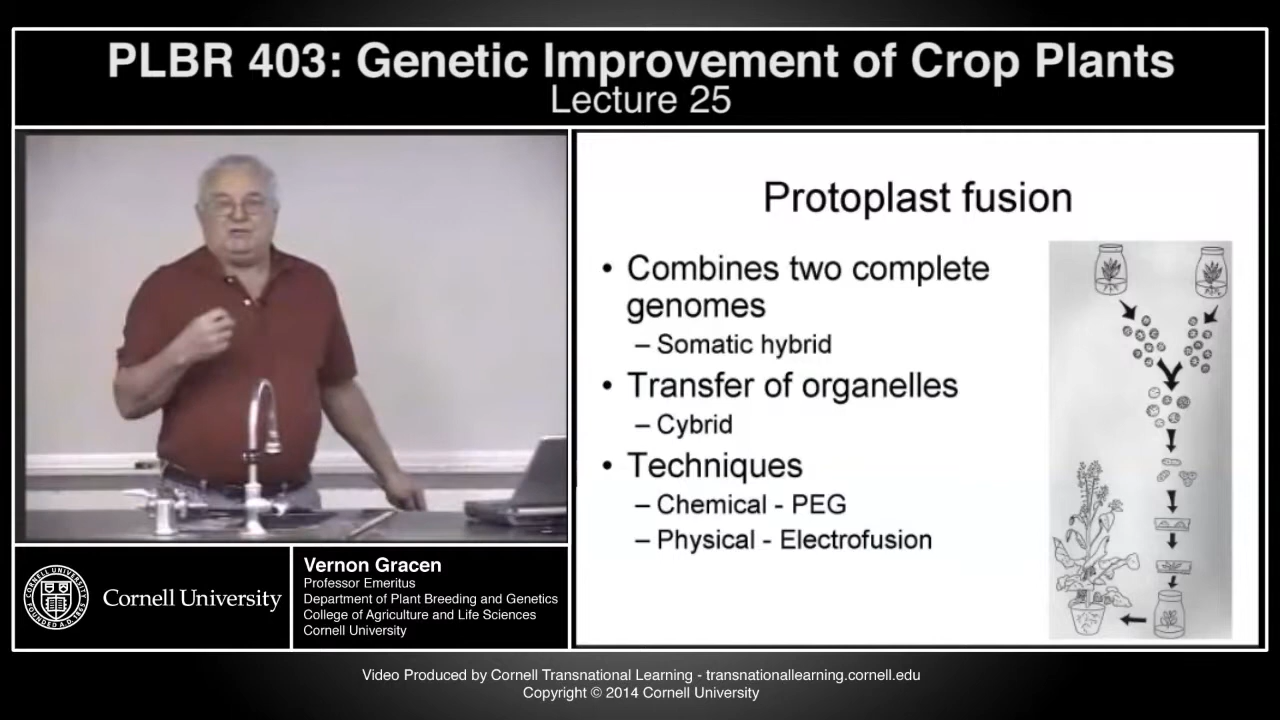 PLBR 403: Genetic Improvement of Crop Plants
Lecture 25
Protoplast fusion
• Combines two complete
genomes
– Somatic hybrid
• Transfer of organelles
– Cybrid
• Techniques
– Chemical - PEG
– Physical - Electrofusion
Cornell University
Vernon Gracen
Professor Emeritus
Department of Plant Breeding and Genetics
College of Agriculture and Life Sciences
Cornell University
Video Produced by Cornell Transnational Learning - transnationallearning.cornell.edu
Copyright © 2014 Cornell University